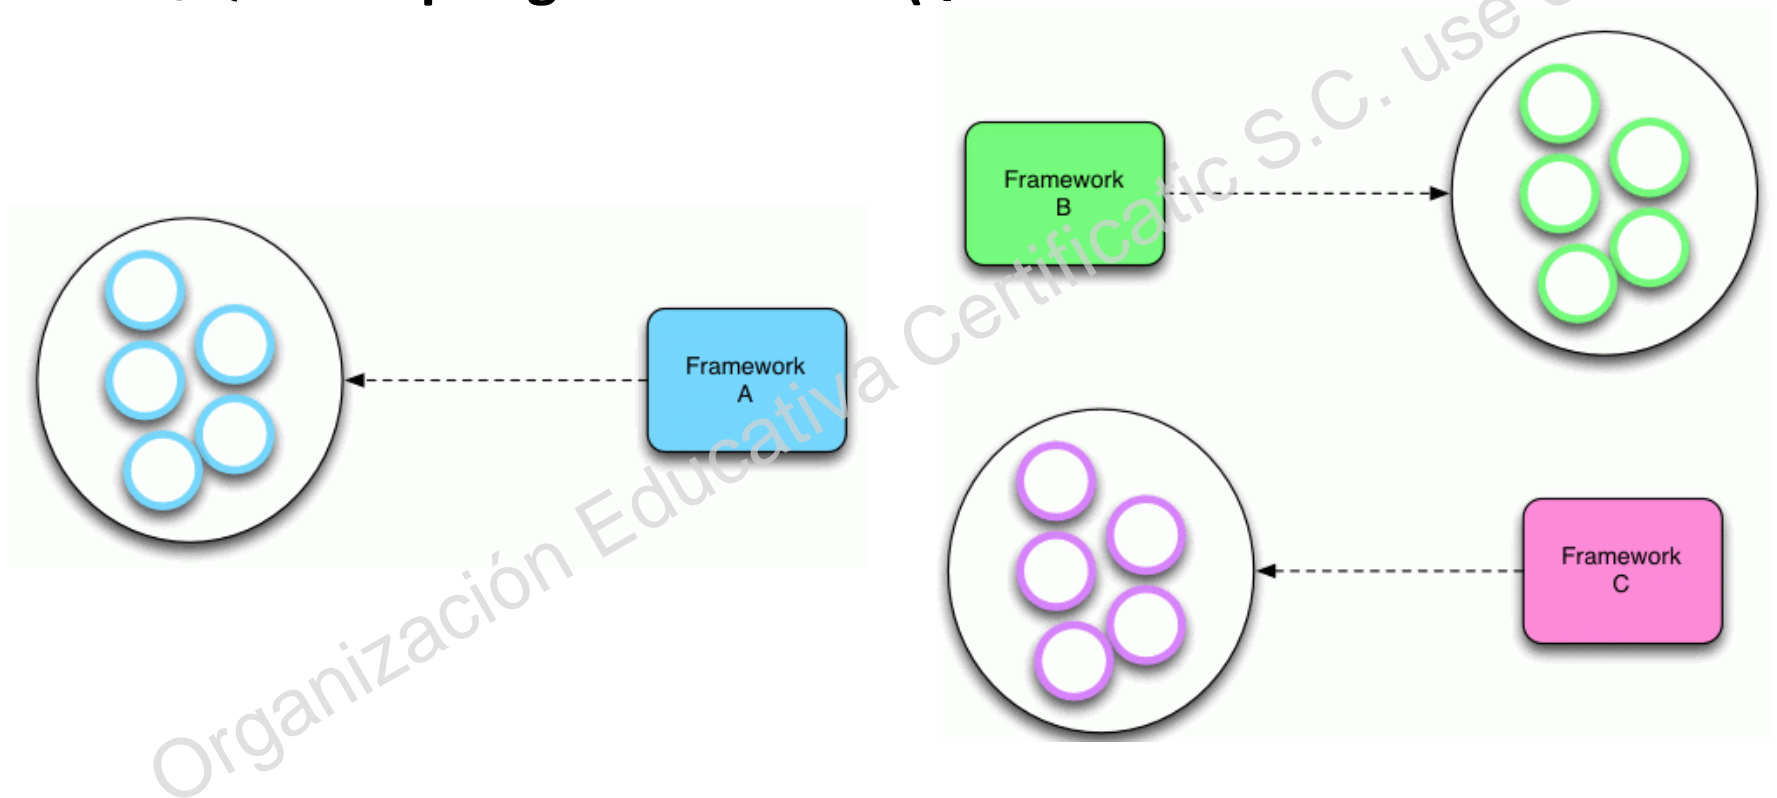 Framework
B
Framework
A
Framework
C
Organización Educativa Certificatic S.C. use